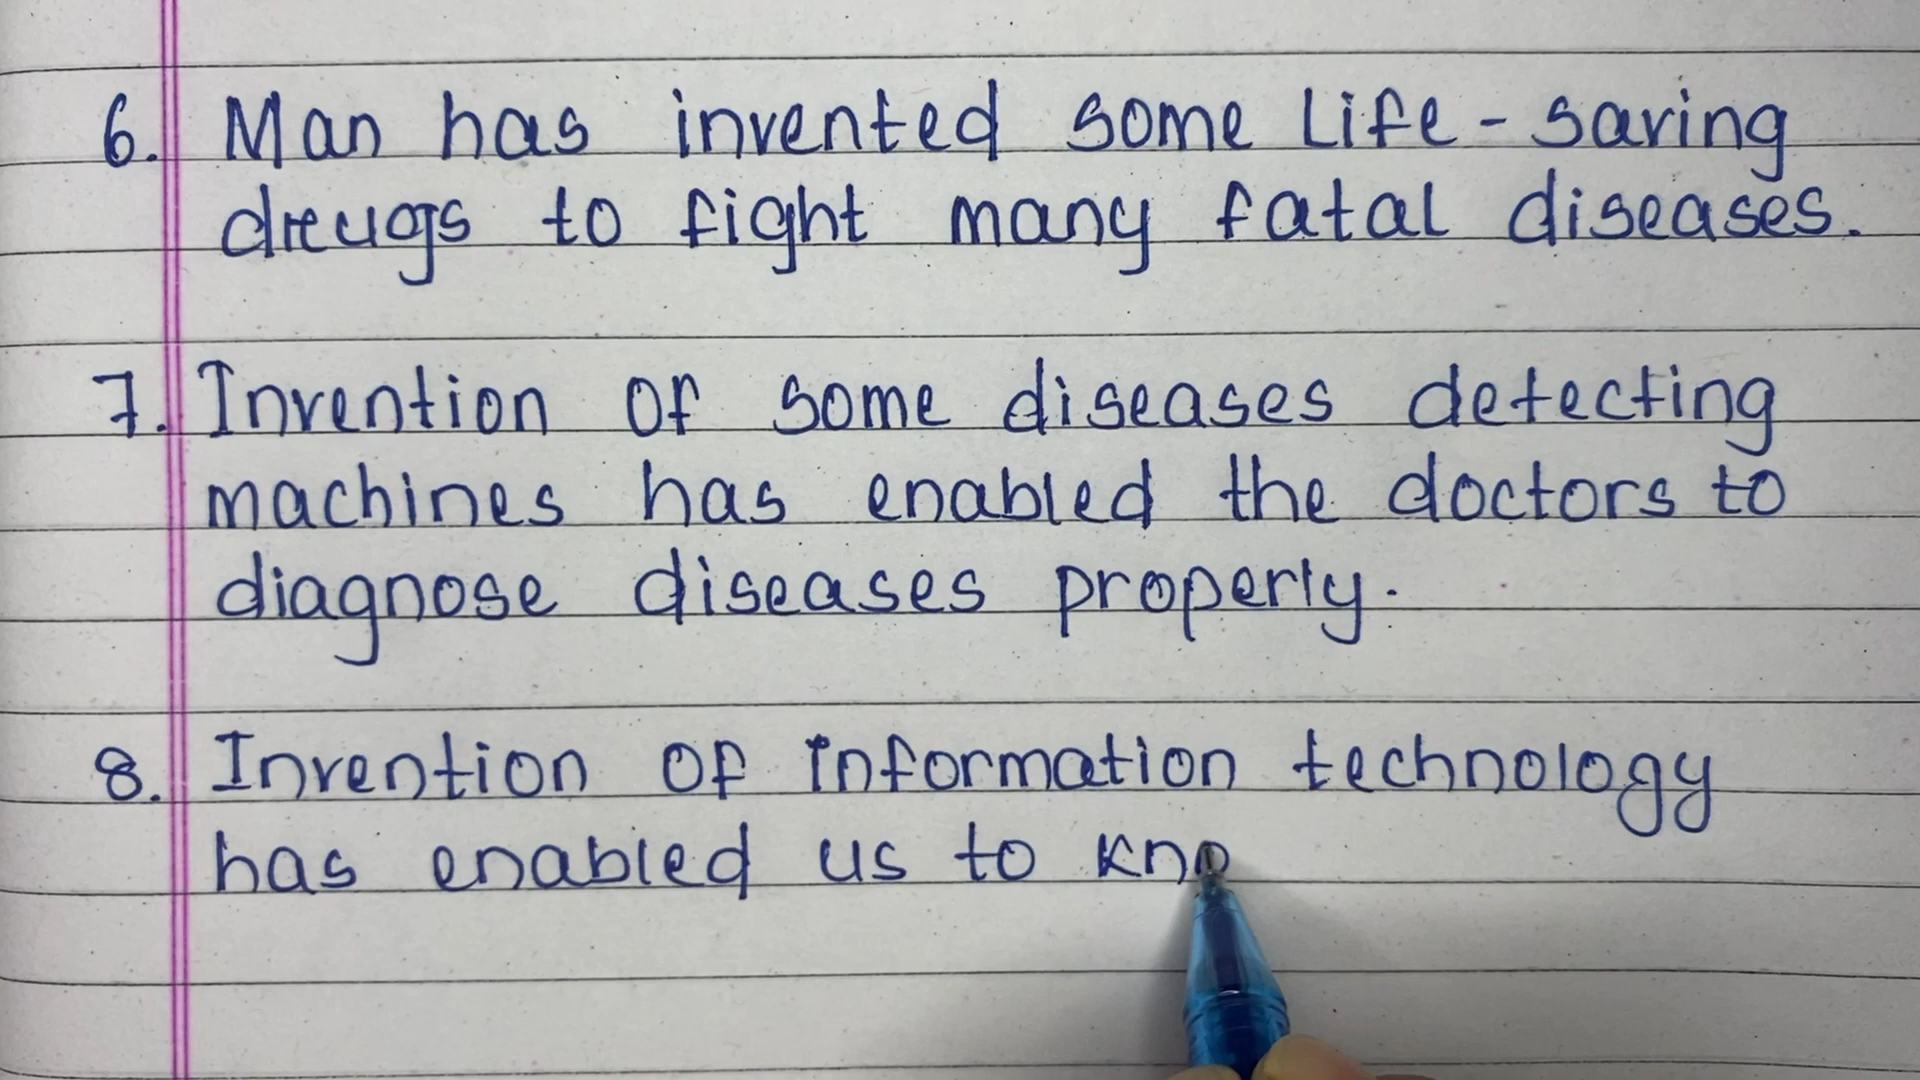 6. Man has invented some Life-saving
drugs to fight many fatal diseases.
7. Invention of some diseases detecting
machines has enabled the doctors to
diagnose diseases properly.
8. Invention of information technology
has enabled us to kno